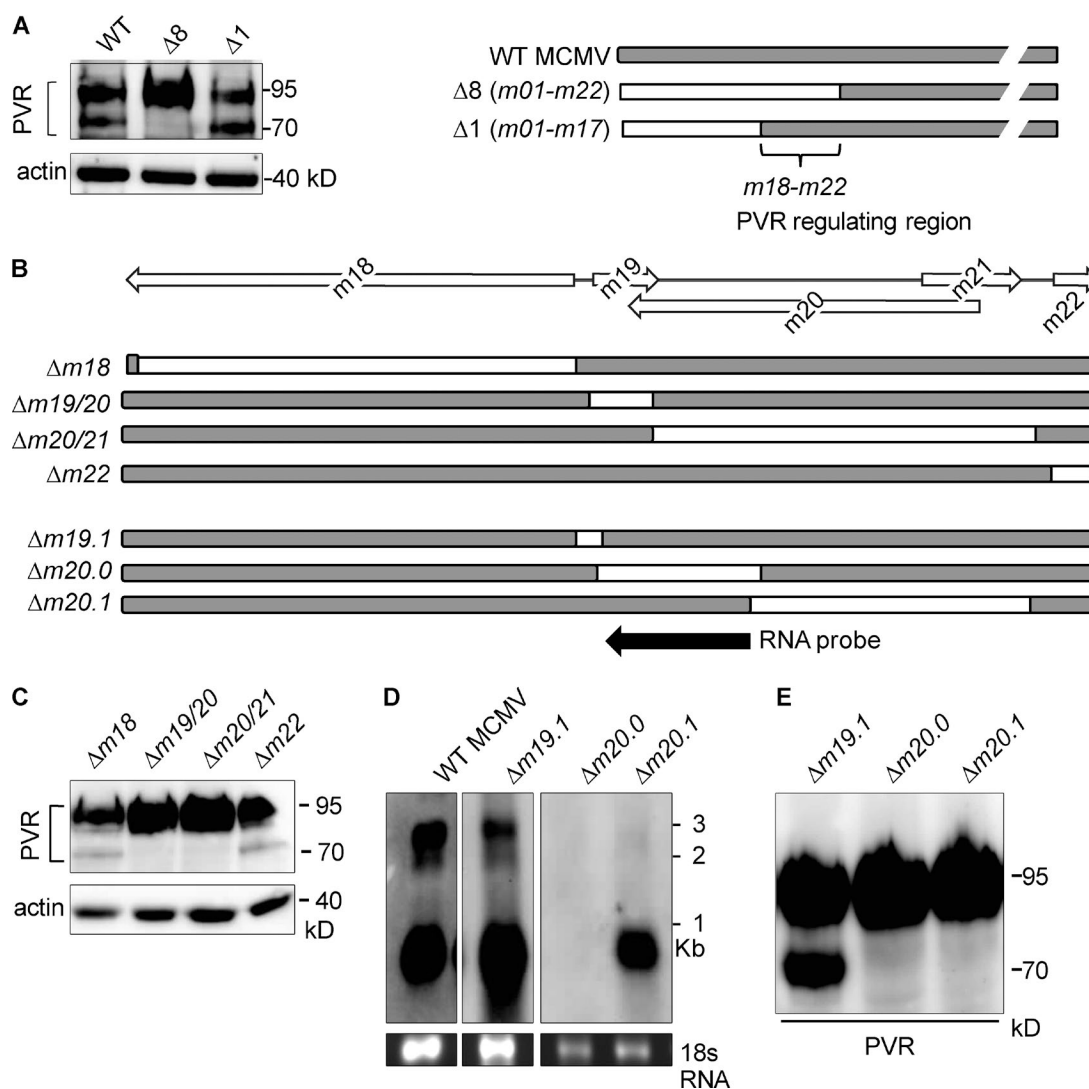 A
WT
Δ8
Δ1
PVR
95
70
actin
40 kD
WT MCMV
Δ8 (m01-m22)
Δ1 (m01-m17)
m18-m22
PVR regulating region
B
m18
m19
m20
m21
m22
Δm18
Δm19/20
Δm20/21
Δm22
Δm19.1
Δm20.0
Δm20.1
RNA probe
C
Δm18
Δm19/20
Δm20/21
Δm22
PVR
95
70
actin
40
kD
D
WT MCMV
Δm19.1
Δm20.0
Δm20.1
3
2
1
Kb
18s
RNA
E
Δm19.1
Δm20.0
Δm20.1
95
70
kD
PVR